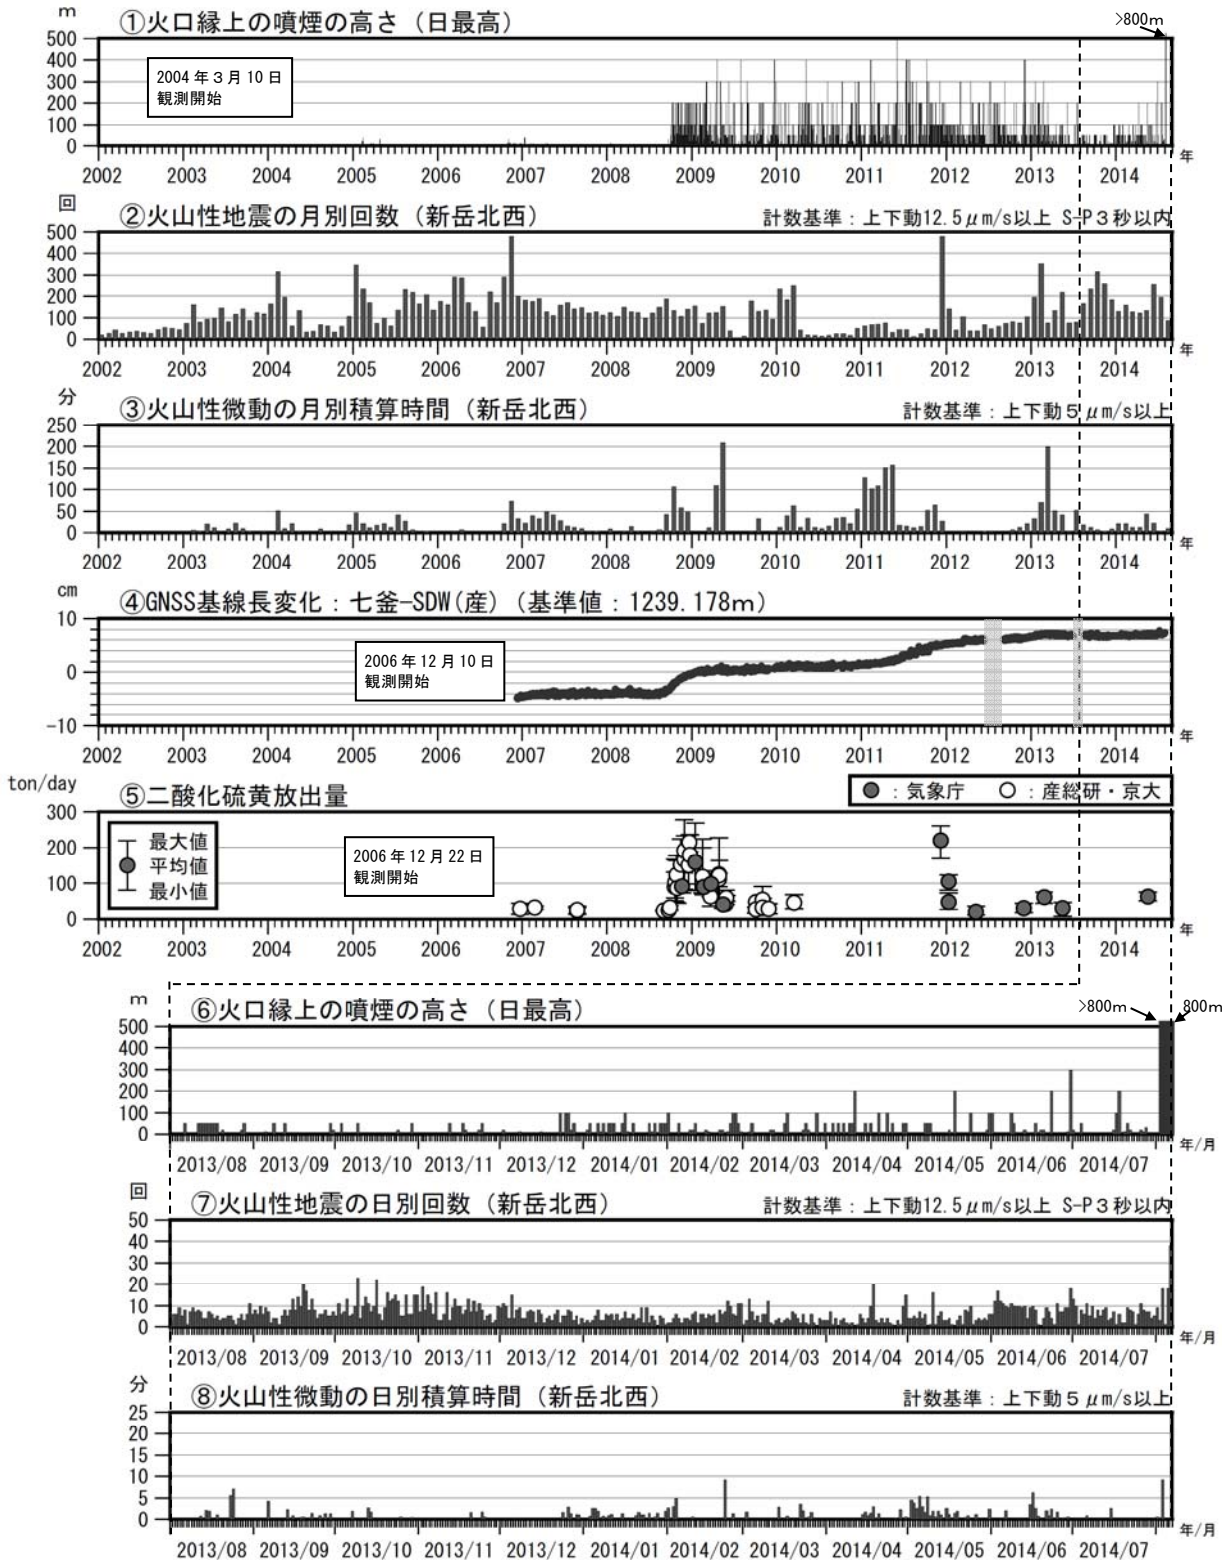 m ①火口縁上の噴煙の高さ（日最高） >800m
500
400
300
200
100
0
2004年3月10日
観測開始
2002 2003 2004 2005 2006 2007 2008 2009 2010 2011 2012 2013 2014 年
回 ②火山性地震の月別回数（新岳北西） 計数基準：上下動12.5μm/s以上 S-P3秒以内
500
400
300
200
100
0
2002 2003 2004 2005 2006 2007 2008 2009 2010 2011 2012 2013 2014 年
分 ③火山性微動の月別積算時間（新岳北西） 計数基準：上下動5μm/s以上
250
200
150
100
50
0
2002 2003 2004 2005 2006 2007 2008 2009 2010 2011 2012 2013 2014 年
cm ④GNSS基線長変化：七釜-SDW(産)（基準値：1239.178m）
10
0
-10
2006年12月10日
観測開始
2002 2003 2004 2005 2006 2007 2008 2009 2010 2011 2012 2013 2014 年
ton/day ⑤二酸化硫黄放出量 ：気象庁 ：産総研・京大
300
200
100
0
最大値
平均値
最小値
2006年12月22日
観測開始
2002 2003 2004 2005 2006 2007 2008 2009 2010 2011 2012 2013 2014 年
m ⑥火口縁上の噴煙の高さ（日最高） >800m 800m
500
400
300
200
100
0
2013/08 2013/09 2013/10 2013/11 2013/12 2014/01 2014/02 2014/03 2014/04 2014/05 2014/06 2014/07 年/月
回 ⑦火山性地震の日別回数（新岳北西） 計数基準：上下動12.5μm/s以上 S-P3秒以内
50
40
30
20
10
0
2013/08 2013/09 2013/10 2013/11 2013/12 2014/01 2014/02 2014/03 2014/04 2014/05 2014/06 2014/07 年/月
分 ⑧火山性微動の日別積算時間（新岳北西） 計数基準：上下動5μm/s以上
25
20
15
10
5
0
2013/08 2013/09 2013/10 2013/11 2013/12 2014/01 2014/02 2014/03 2014/04 2014/05 2014/06 2014/07 年/月